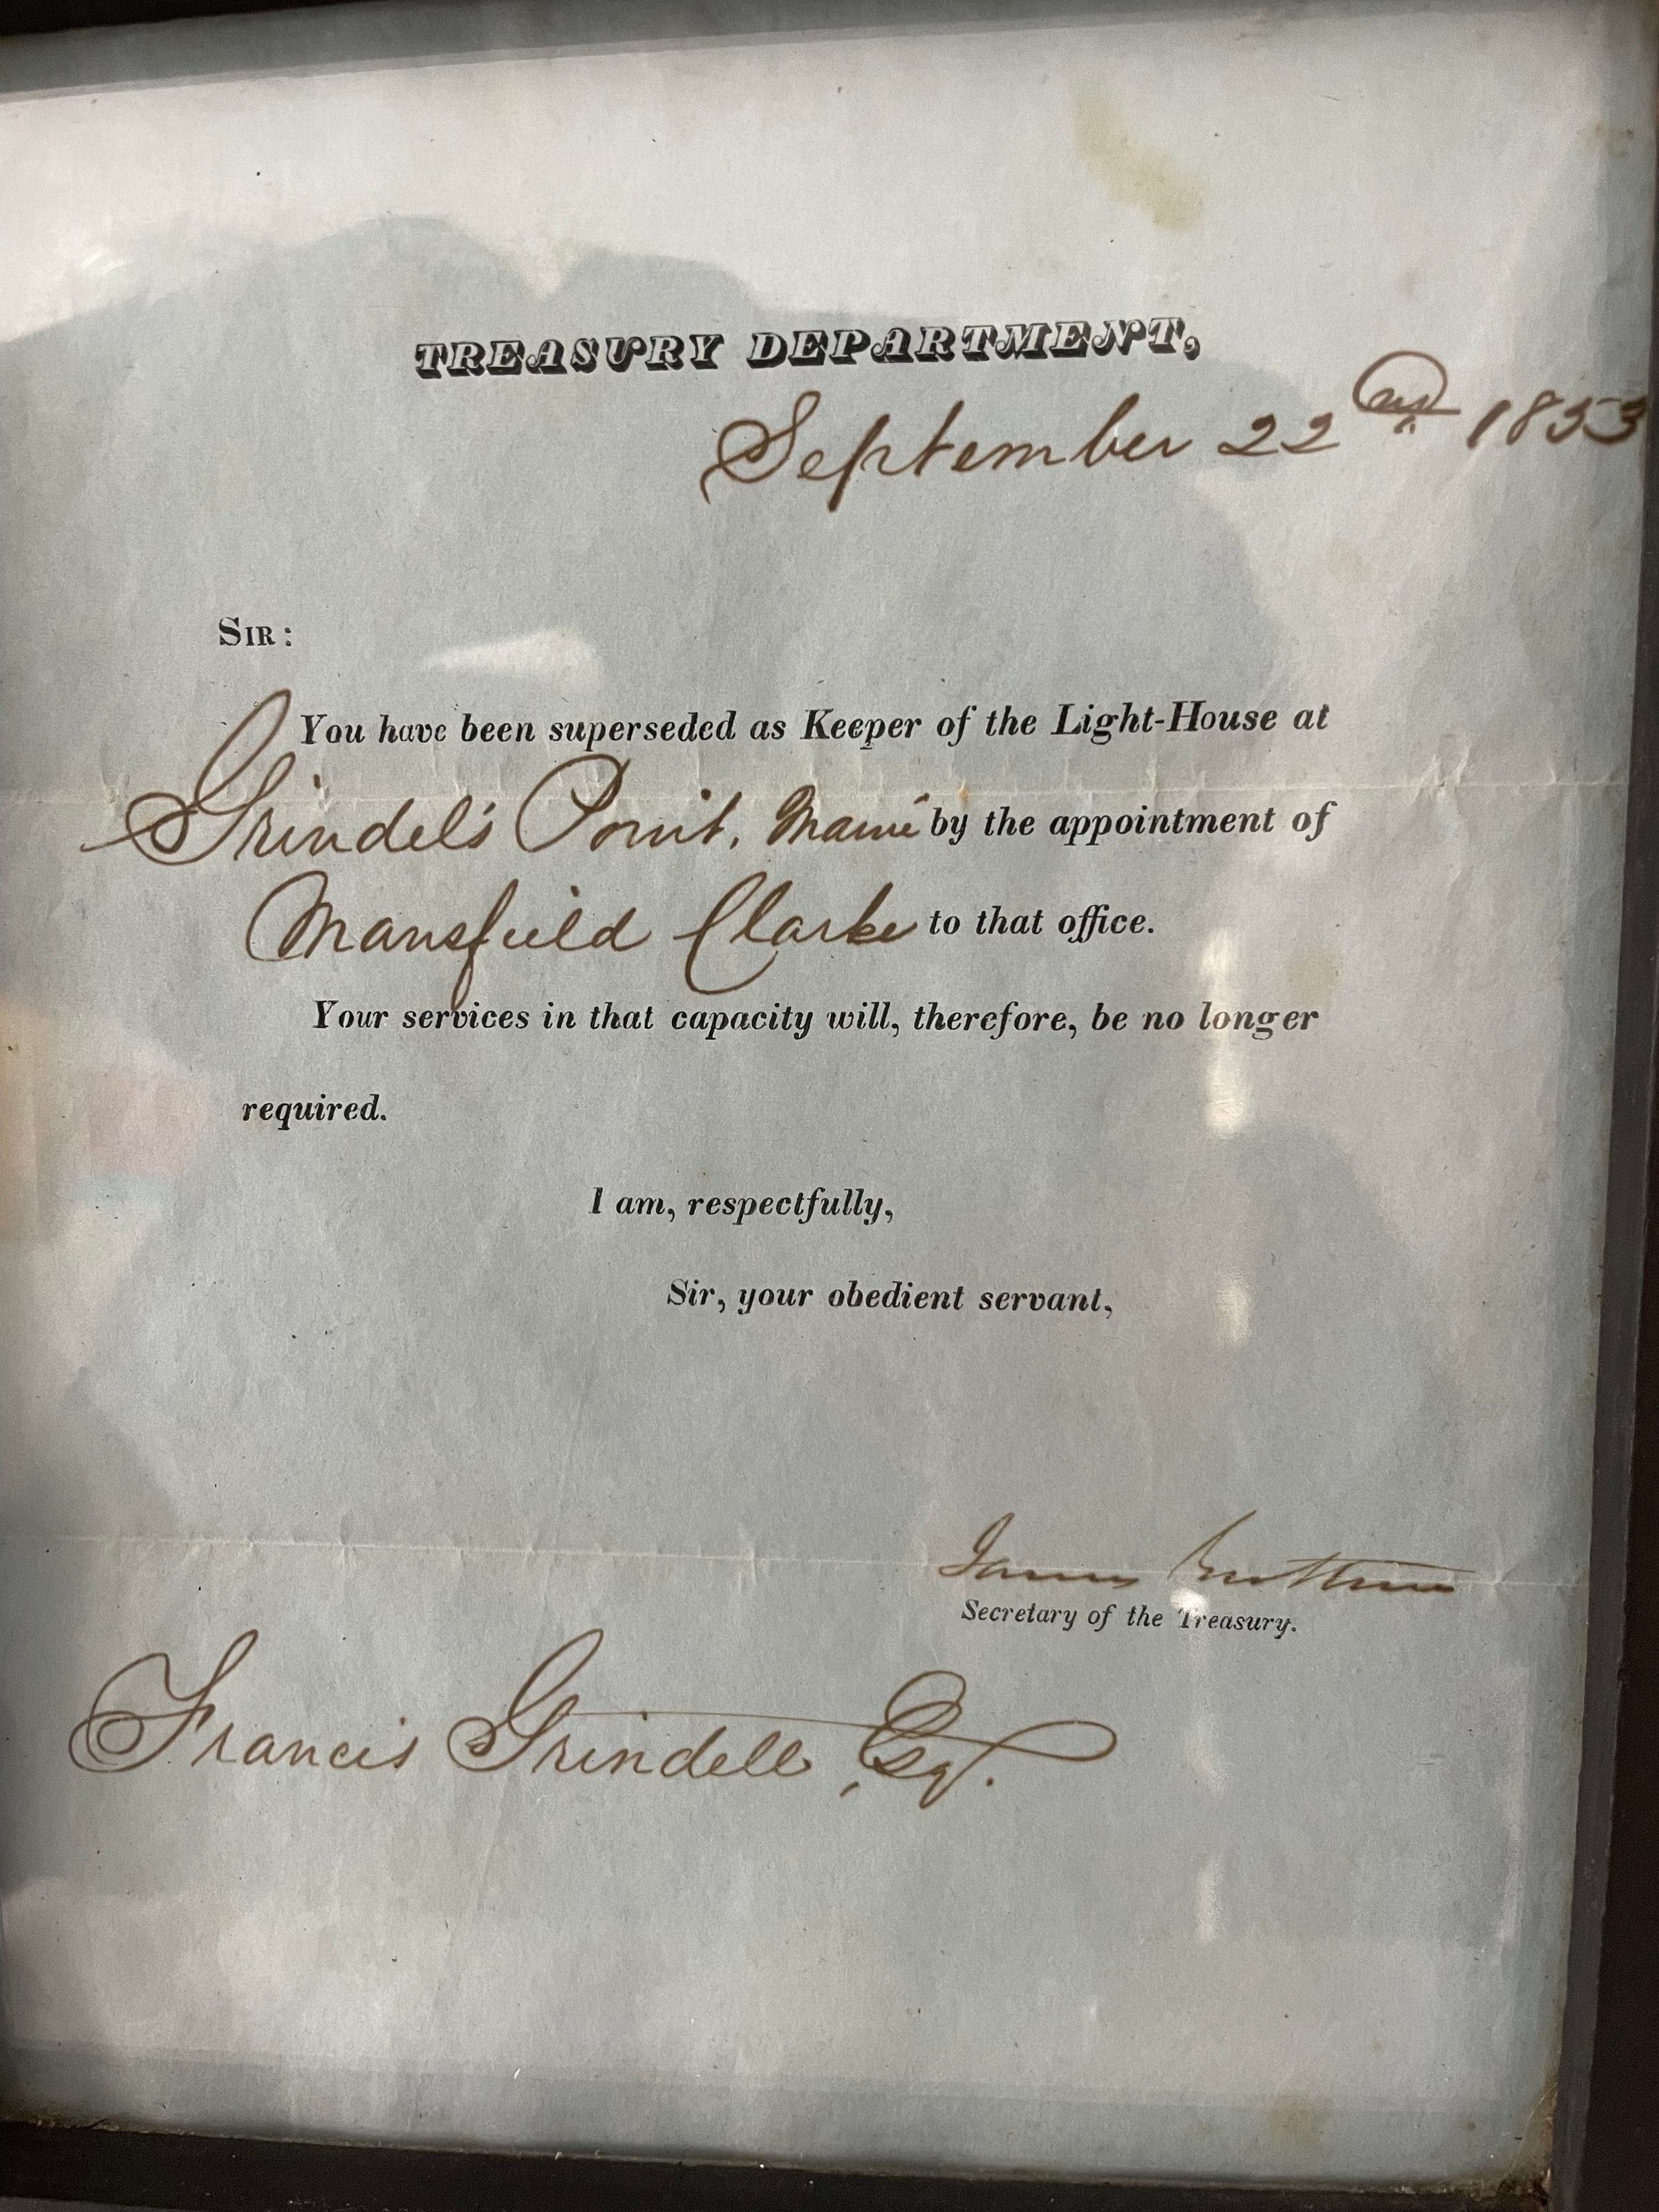 TREASURY DEPARTMENT,
September 22nd 1853
SIR:
You have been superseded as Keeper of the Light-House at
Grindel's Point, Maine by the appointment of
Mansfield Clarke to that office.
Your services in that capacity will, therefore, be no longer
required.
I am, respectfully,
Sir, your obedient servant,
James Guthrie
Secretary of the Treasury.
Francis Grindell, Esq.